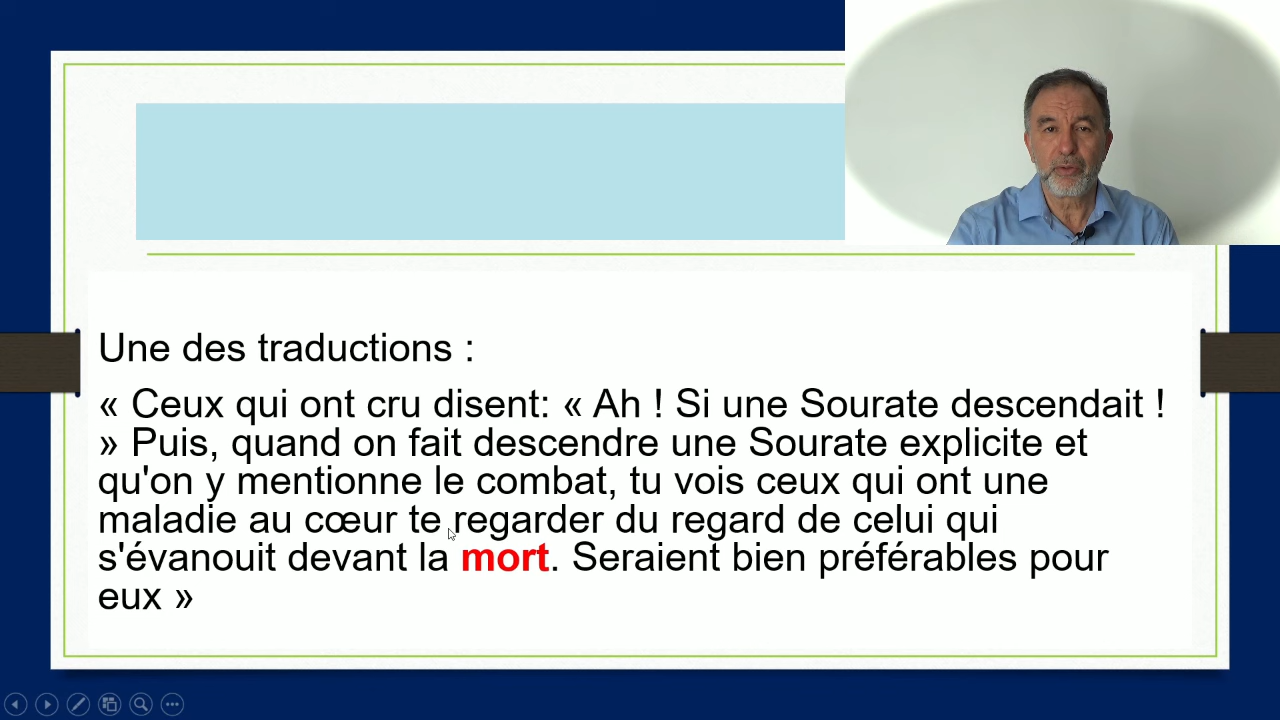 Une des traductions :
« Ceux qui ont cru disent: « Ah ! Si une Sourate descendait !
» Puis, quand on fait descendre une Sourate explicite et
qu'on y mentionne le combat, tu vois ceux qui ont une
maladie au cœur te regarder du regard de celui qui
s'évanouit devant la mort. Seraient bien préférables pour
eux »